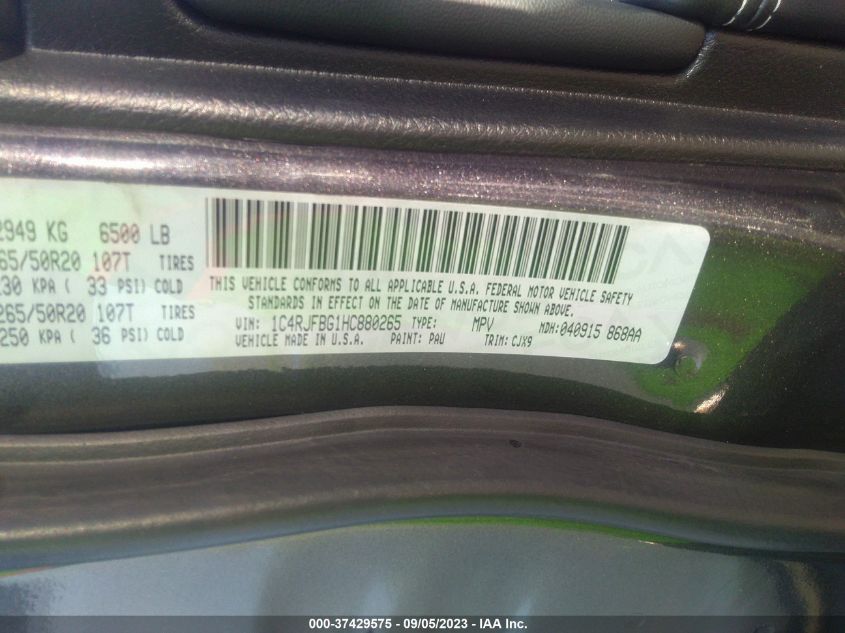 2949 KG 6500 LB
65/50R20 107T TIRES
230 KPA ( 33 PSI) COLD
265/50R20 107T TIRES
250 KPA ( 36 PSI) COLD
THIS VEHICLE CONFORMS TO ALL APPLICABLE U.S.A. FEDERAL MOTOR VEHICLE SAFETY
STANDARDS IN EFFECT ON THE DATE OF MANUFACTURE SHOWN ABOVE.
VIN: 1C4RJFBG1HC880265 TYPE: MPV MDH:040915 868AA
VEHICLE MADE IN U.S.A. PAINT: PAU TRIM: CJX9
000-37429575 - 09/05/2023 - IAA Inc.